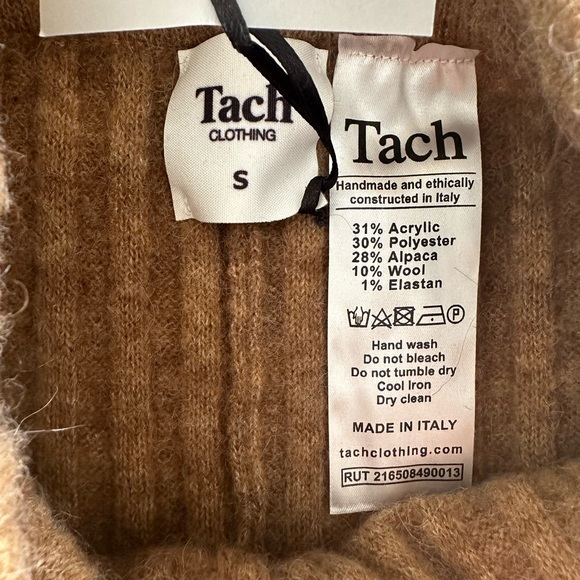 Tach
CLOTHING
S
Tach
Handmade and ethically
constructed in Italy
31% Acrylic
30% Polyester
28% Alpaca
10% Wool
1% Elastan
P
Hand wash
Do not bleach
Do not tumble dry
Cool Iron
Dry clean
MADE IN ITALY
tachclothing.com
RUT 216508490013